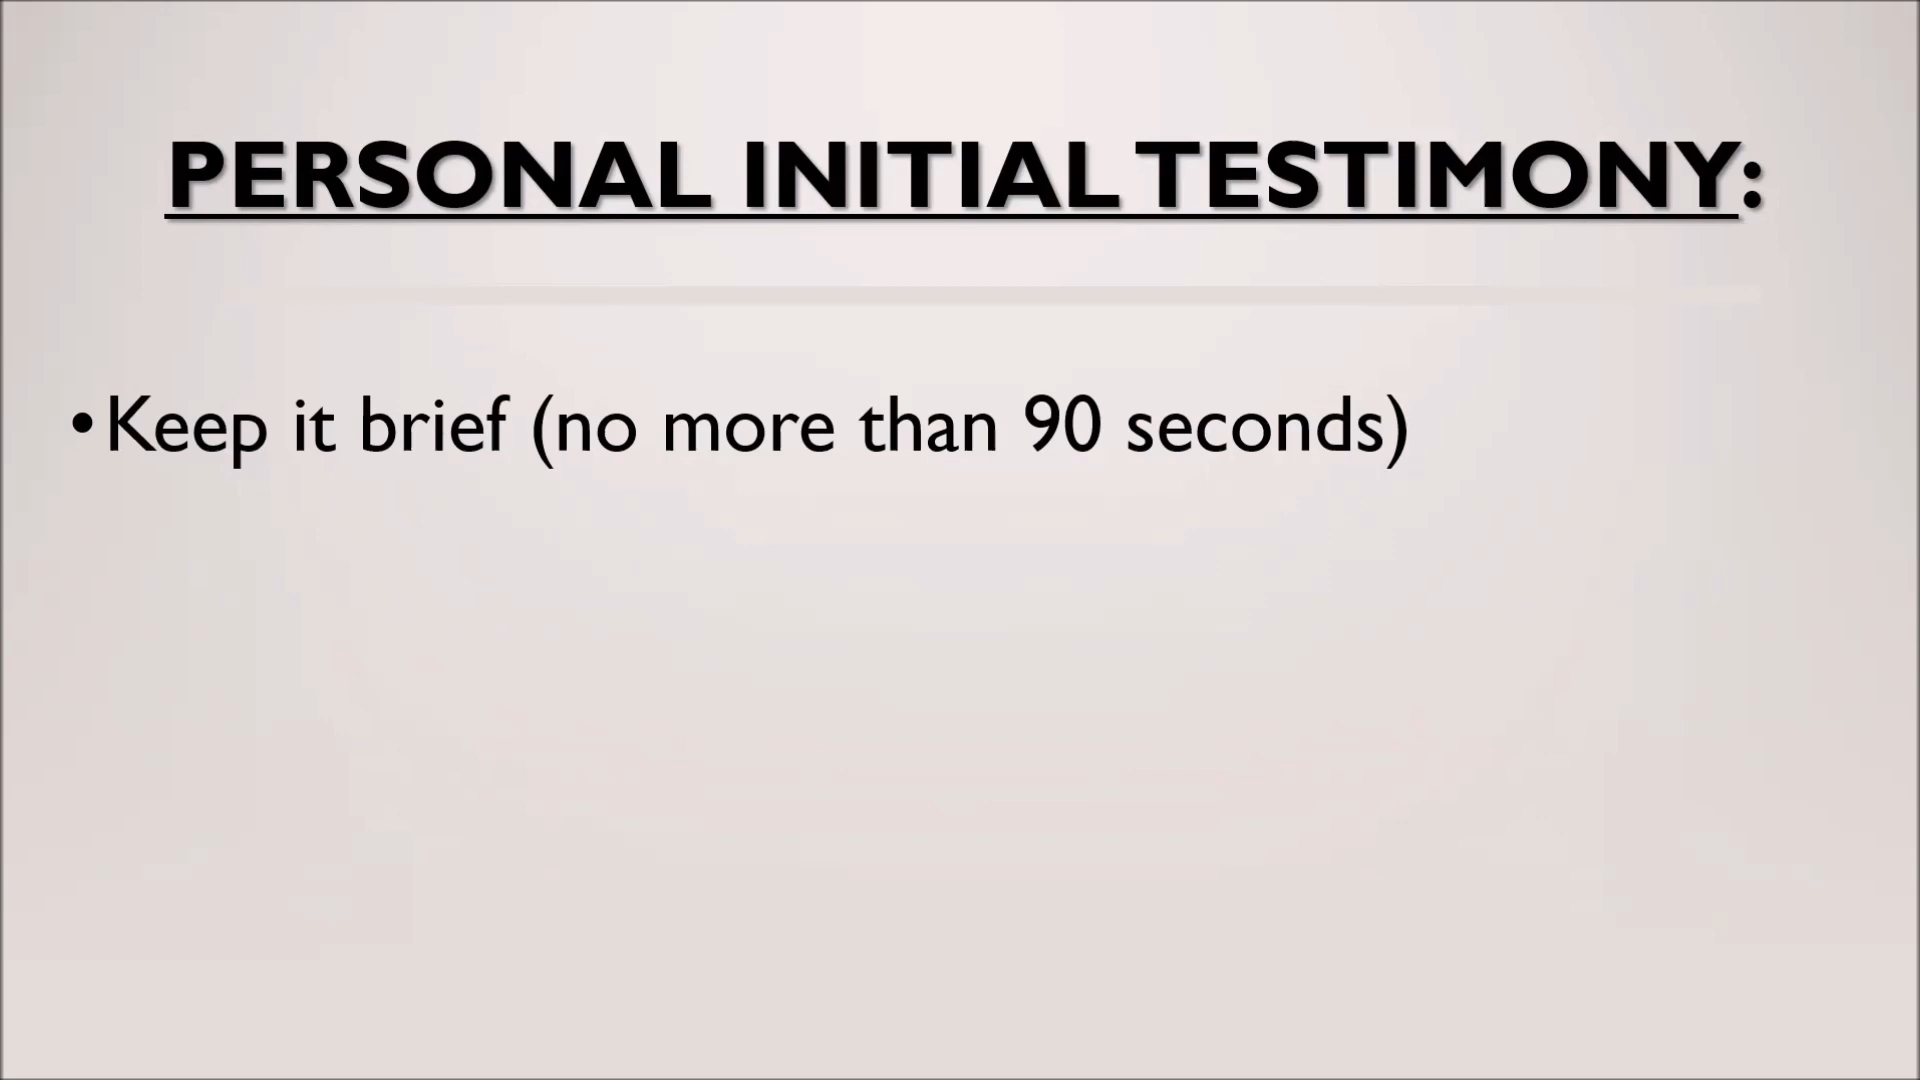 PERSONAL INITIAL TESTIMONY:
•Keep it brief (no more than 90 seconds)